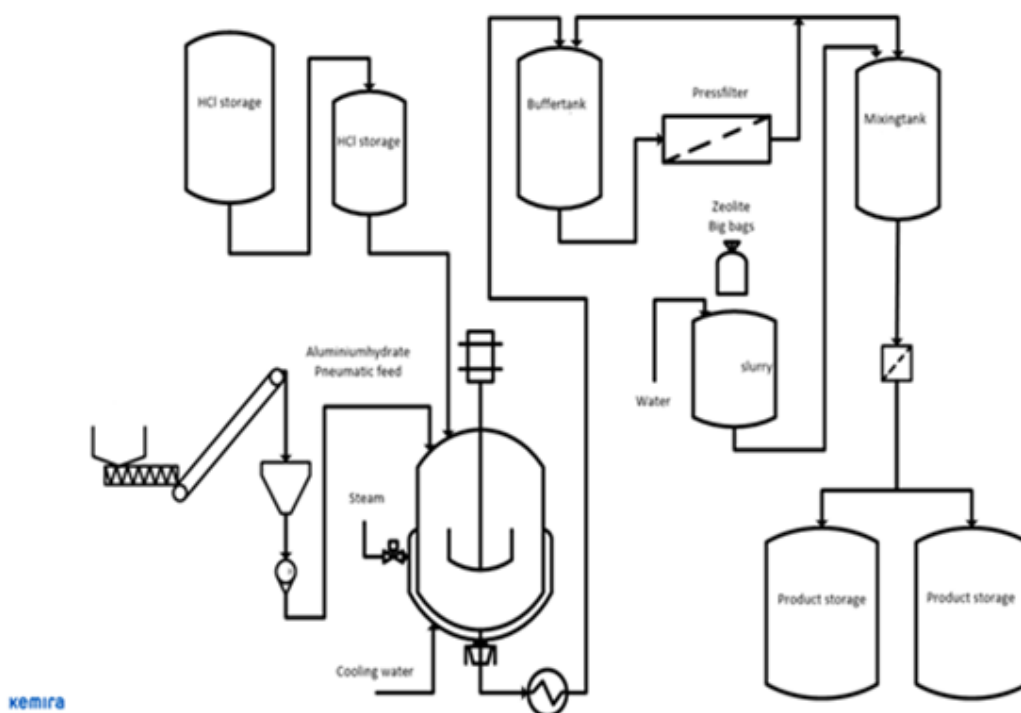 HCl storage
HCl storage
Buffertank
Pressfilter
Mixingtank
Zeolite
Big bags
Aluminiumhydrate
Pneumatic feed
slurry
Water
Steam
Product storage
Product storage
Cooling water
kemira